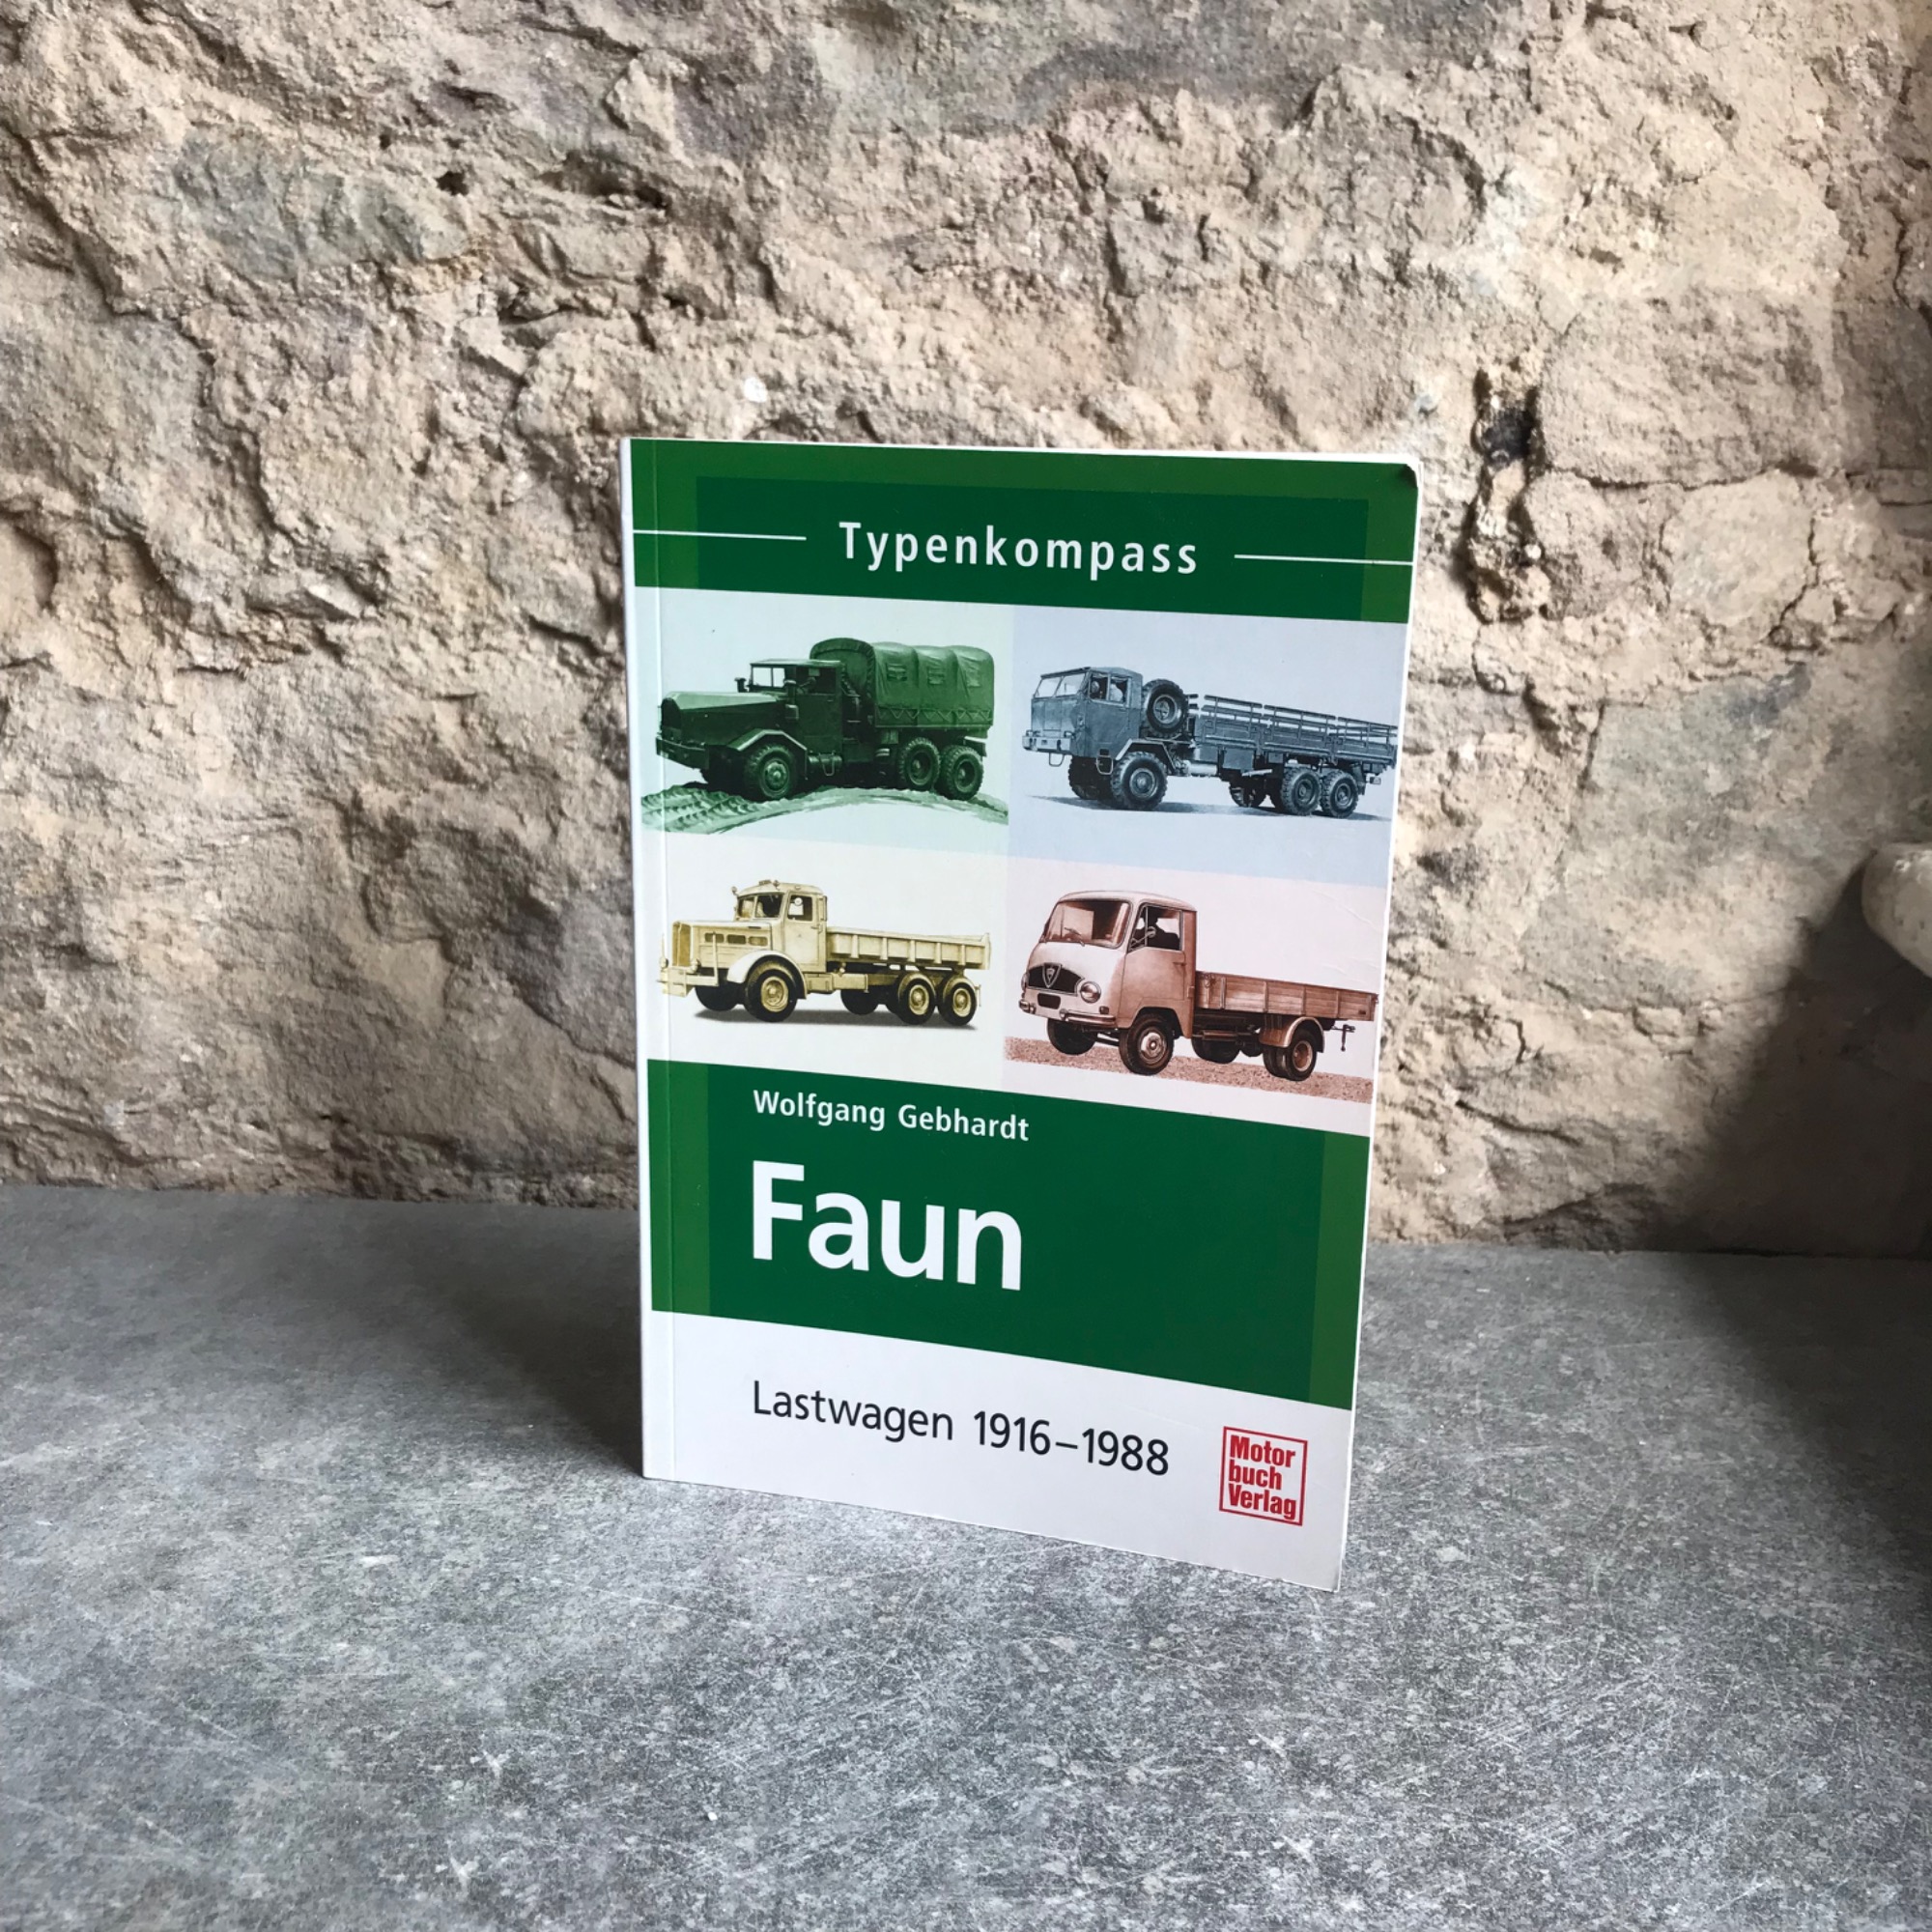 Typenkompass
Wolfgang Gebhardt
Faun
Lastwagen 1916–1988
Motor
buch
Verlag